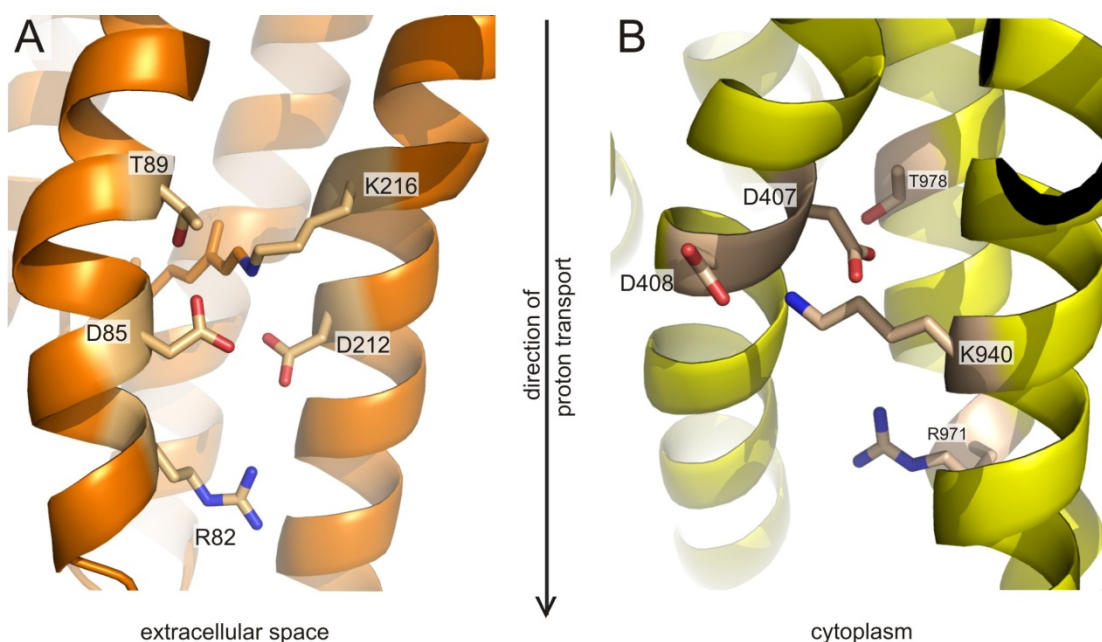 A
T89
K216
D85
D212
R82
extracellular space
direction of
proton transport
B
D407
T978
D408
K940
R971
cytoplasm